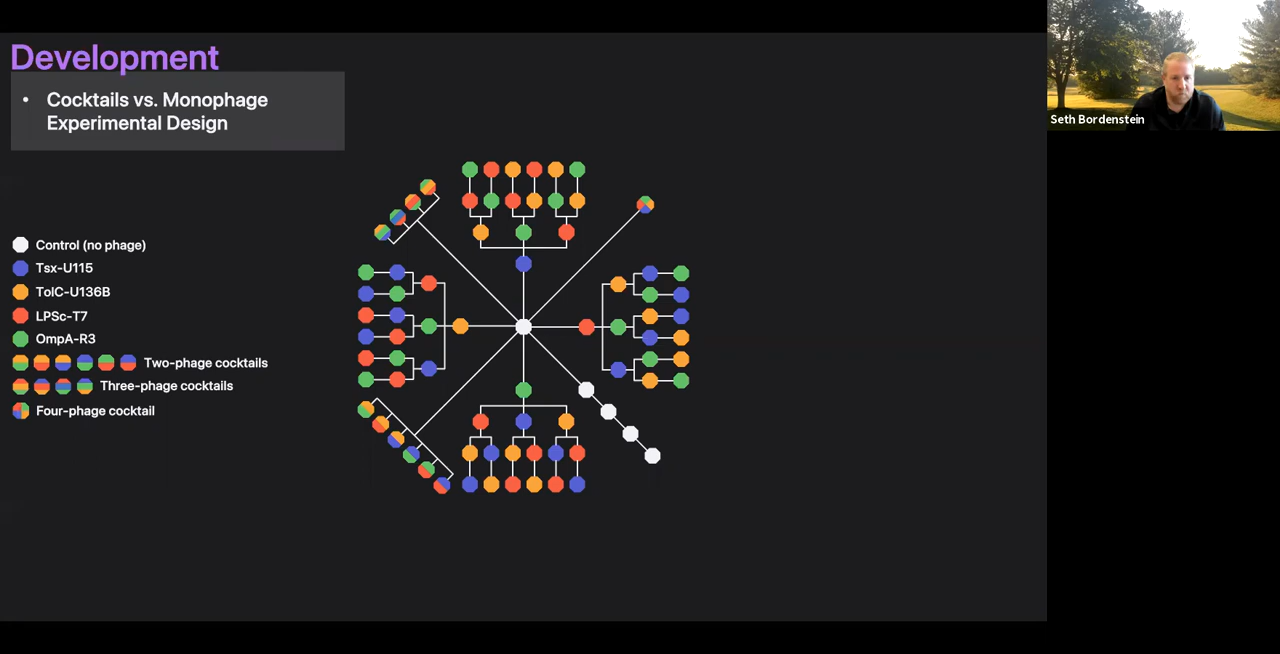 Development
• Cocktails vs. Monophage
Experimental Design
Control (no phage)
Tsx-U115
TolC-U136B
LPSc-T7
OmpA-R3
Two-phage cocktails
Three-phage cocktails
Four-phage cocktail
Seth Bordenstein